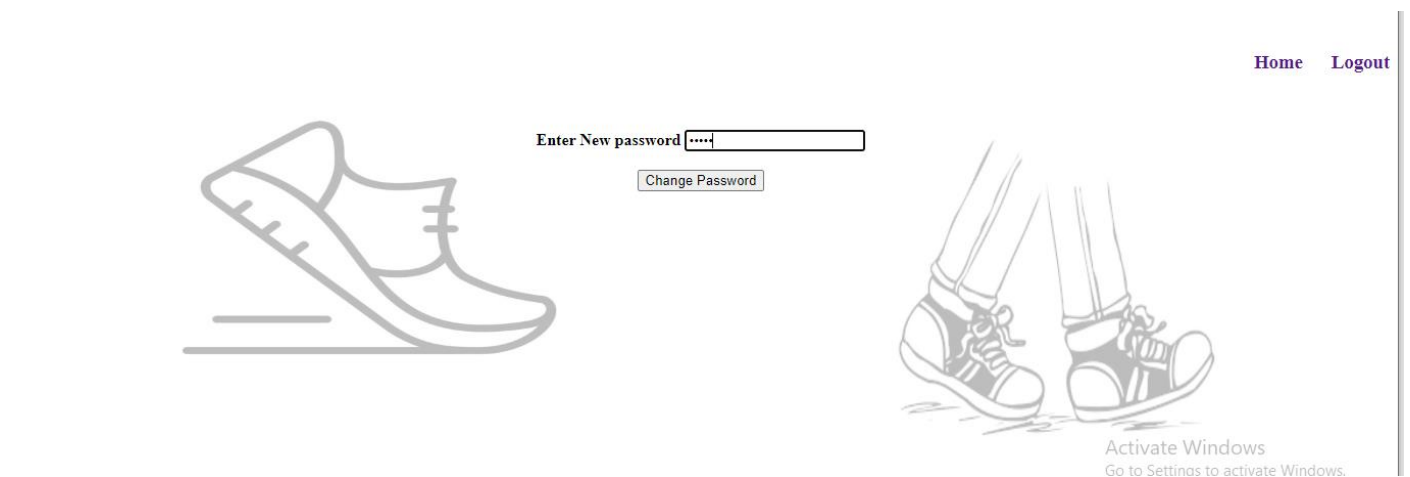 Home Logout
Enter New password •••••
Change Password
Activate Windows
Go to Settings to activate Windows.